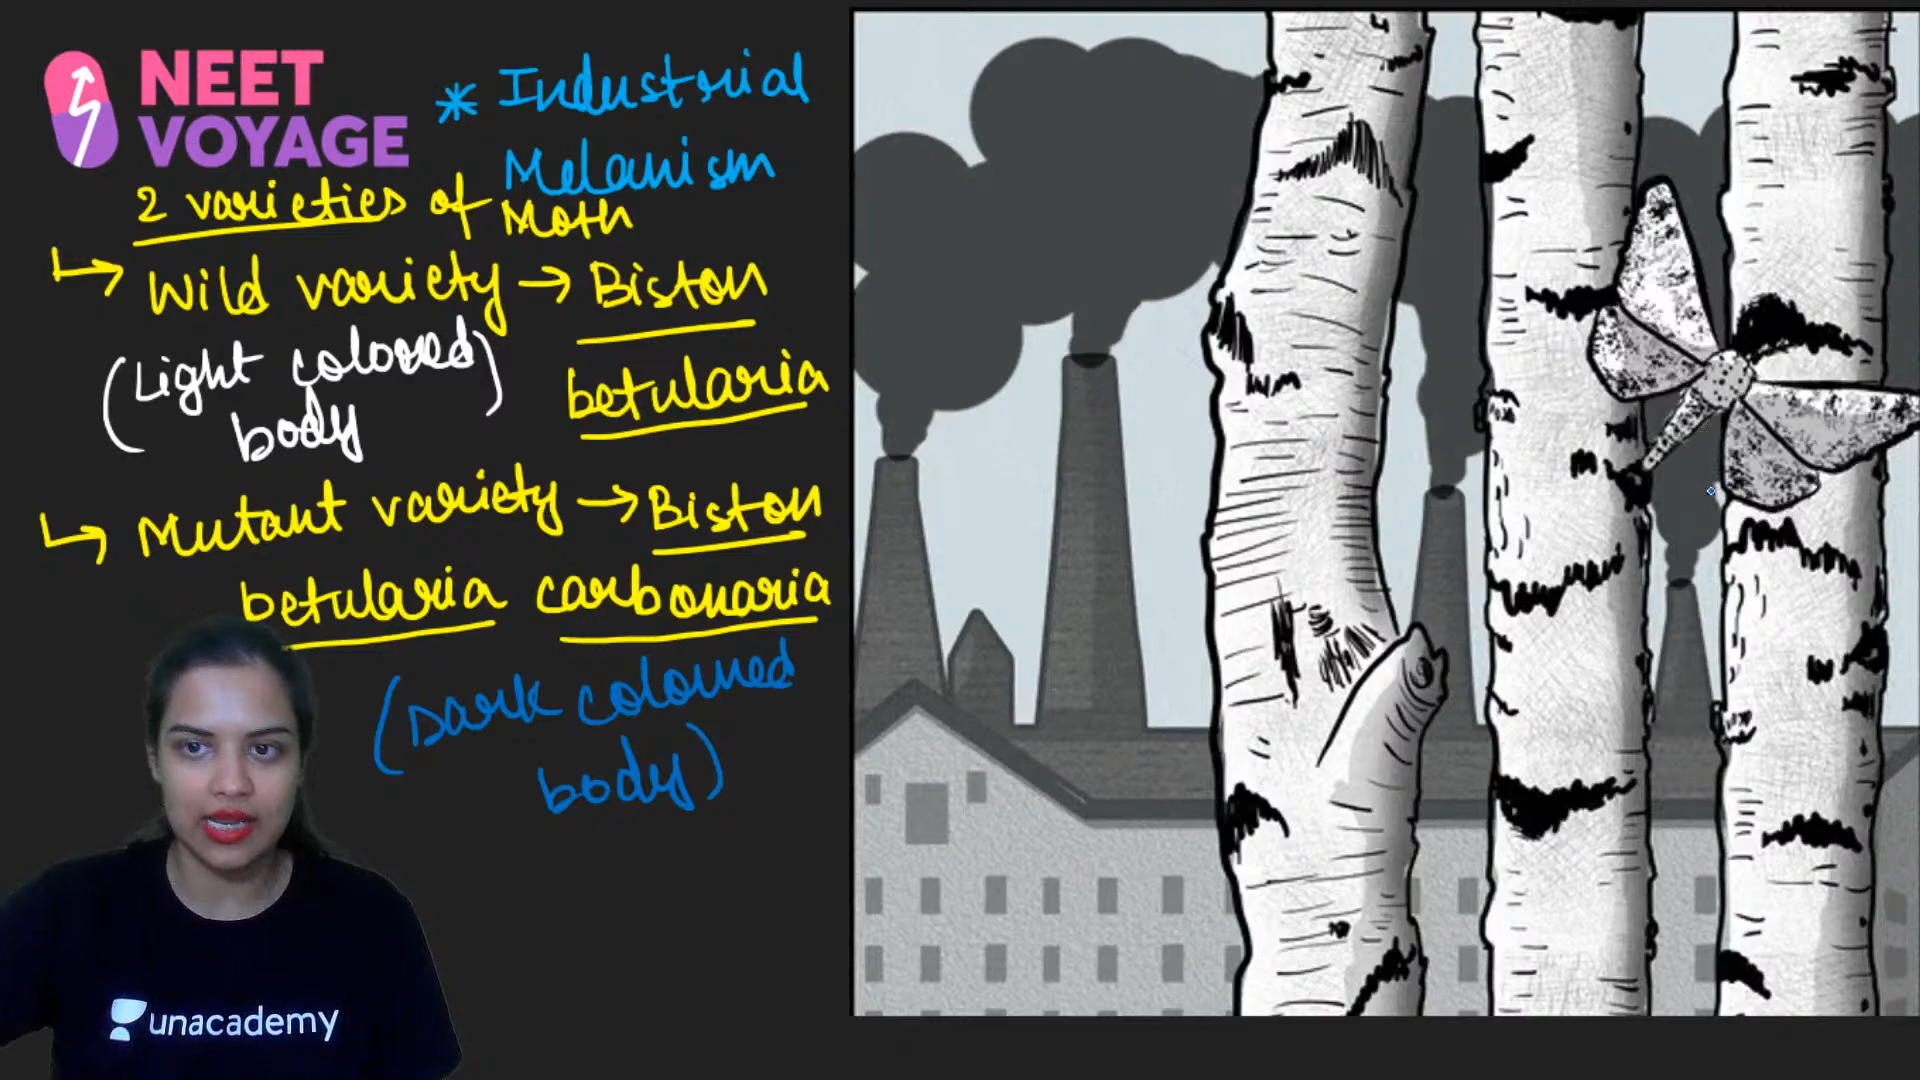 NEET
VOYAGE
* Industrial
Melanism
2 varieties of Moth
↳ Wild variety → Biston
betularia
(Light colored
body)
↳ Mutant variety → Biston
betularia carbonaria
(Dark coloured
body)
unacademy